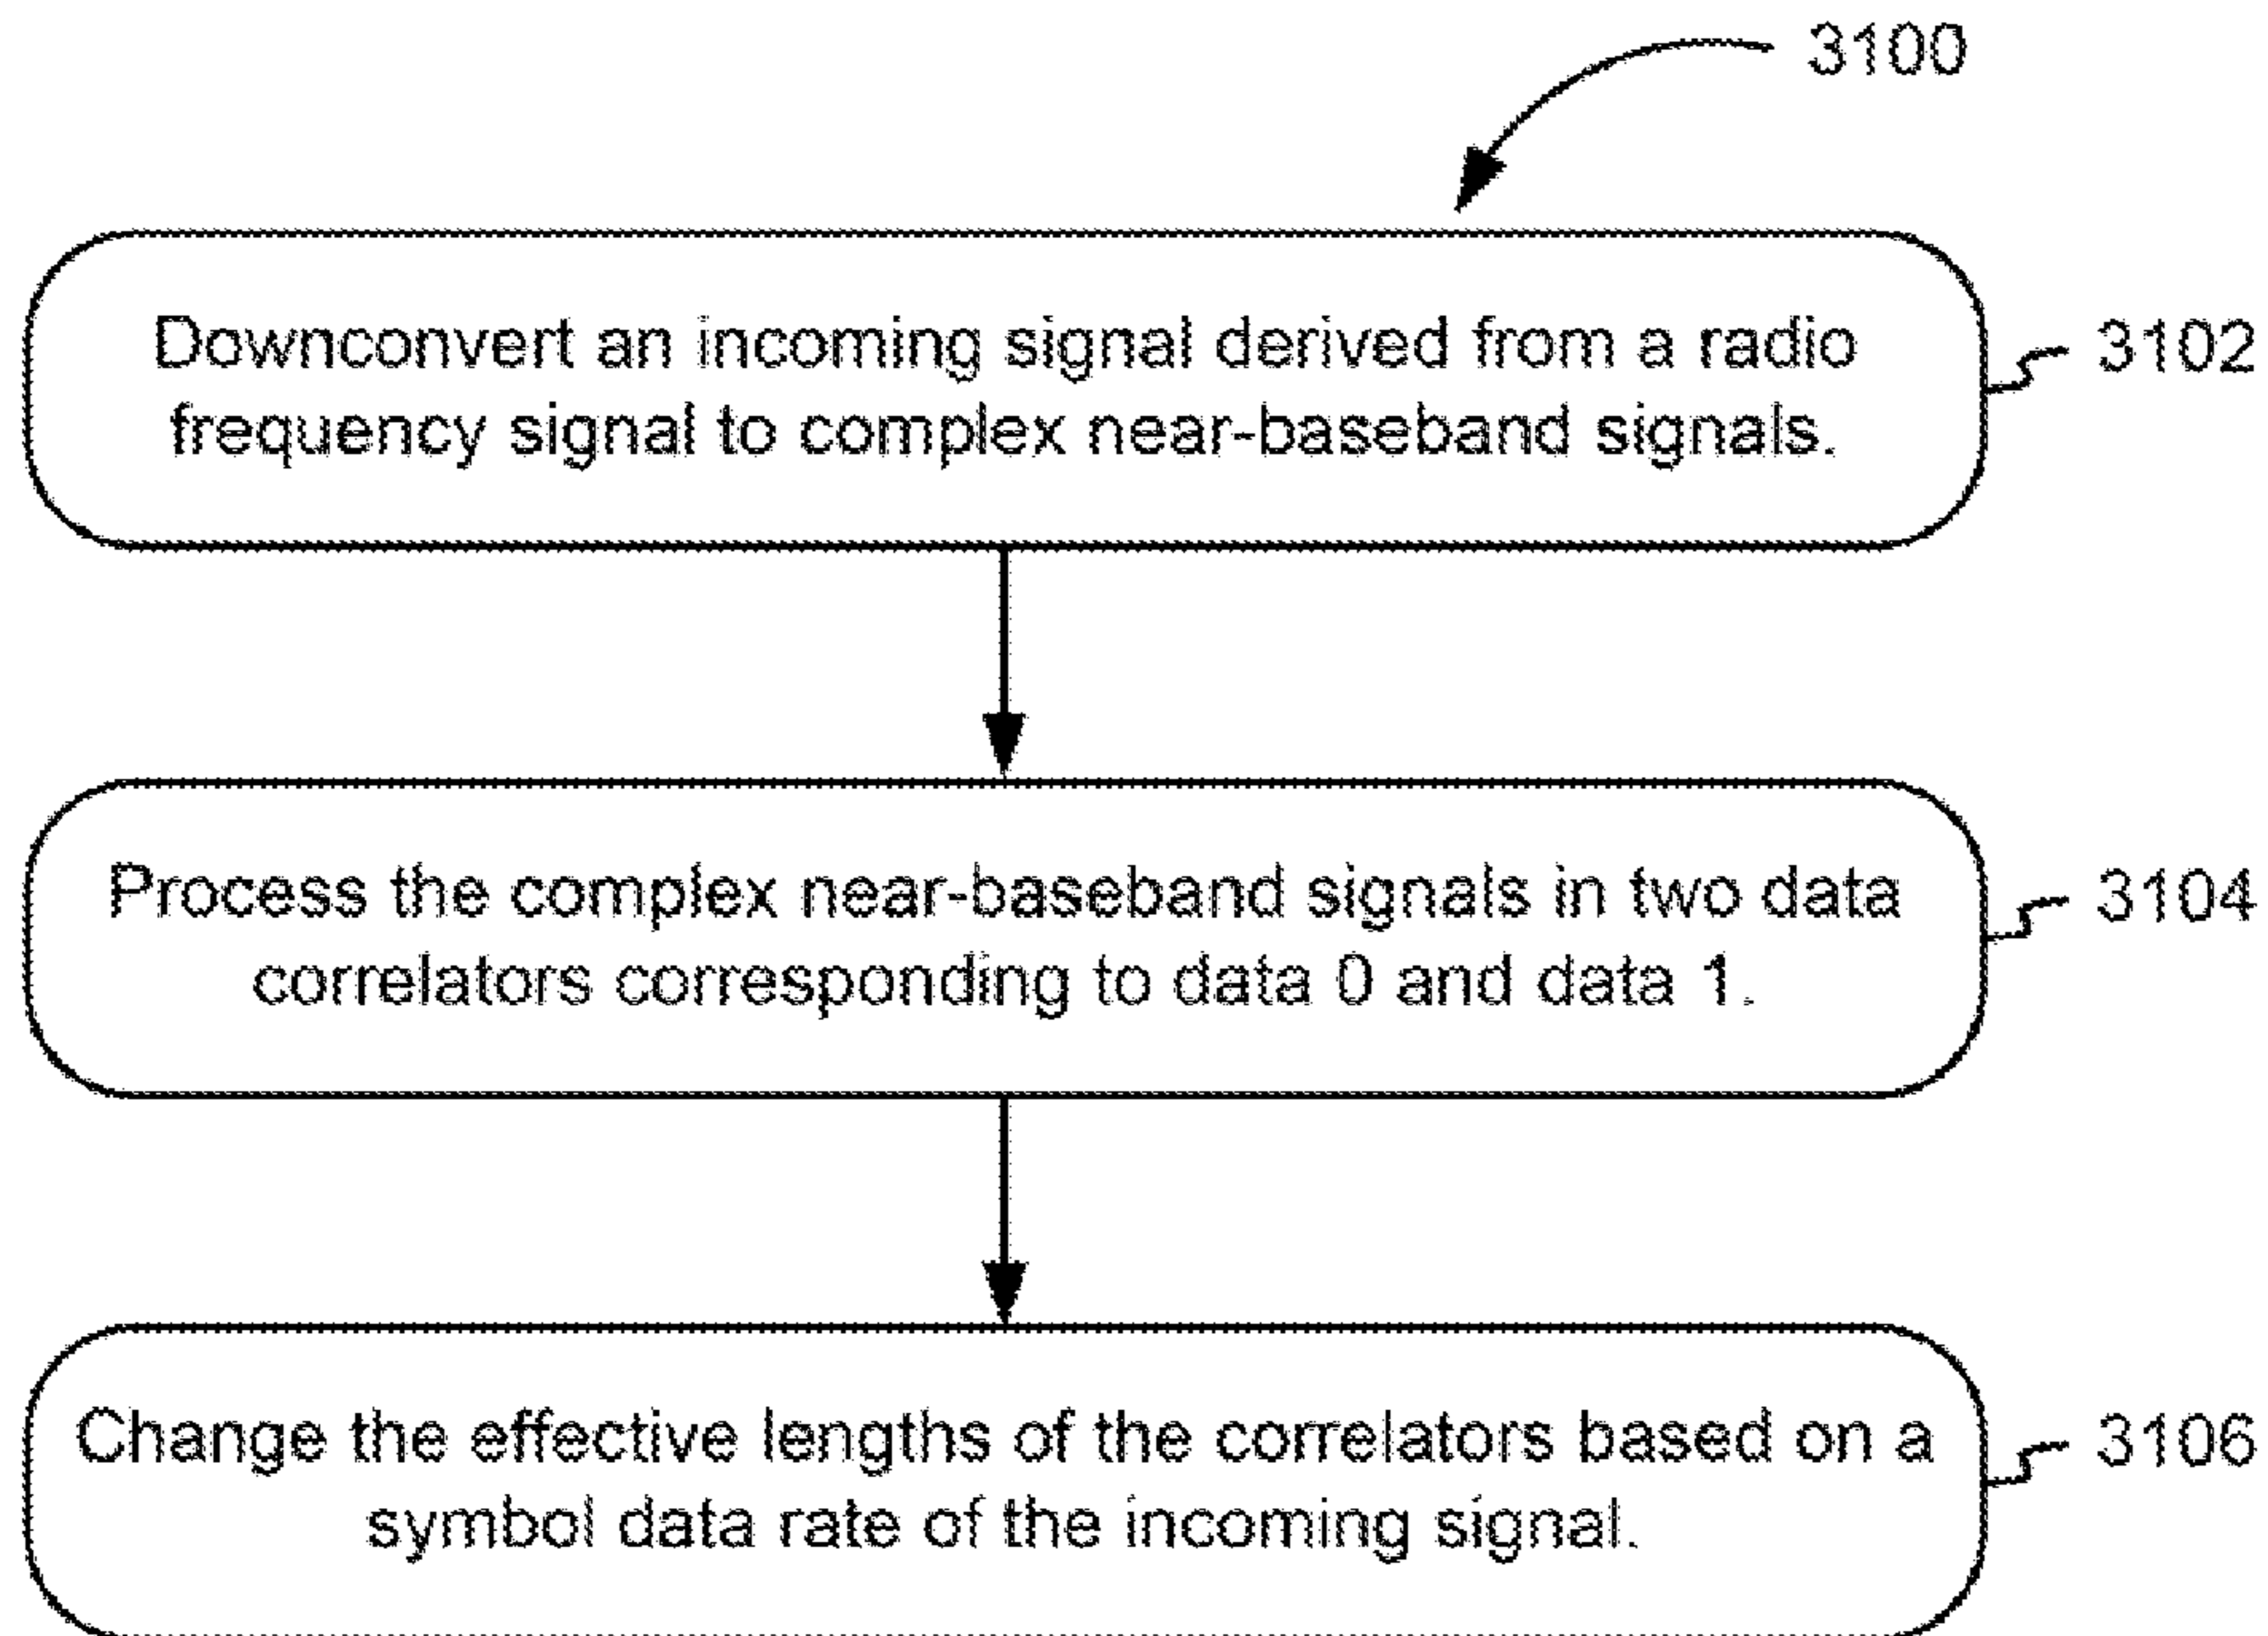 3100
Downconvert an incoming signal derived from a radio
frequency signal to complex near-baseband signals.
3102
Process the complex near-baseband signals in two data
correlators corresponding to data 0 and data 1.
3104
Change the effective lengths of the correlators based on a
symbol data rate of the incoming signal.
3106